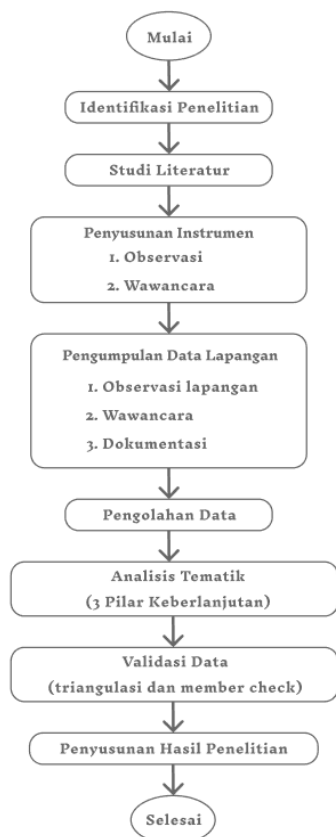 Mulai
Identifikasi Penelitian
Studi Literatur
Penyusunan Instrumen
1. Observasi
2. Wawancara
Pengumpulan Data Lapangan
1. Observasi lapangan
2. Wawancara
3. Dokumentasi
Pengolahan Data
Analisis Tematik
(3 Pilar Keberlanjutan)
Validasi Data
(triangulasi dan member check)
Penyusunan Hasil Penelitian
Selesai